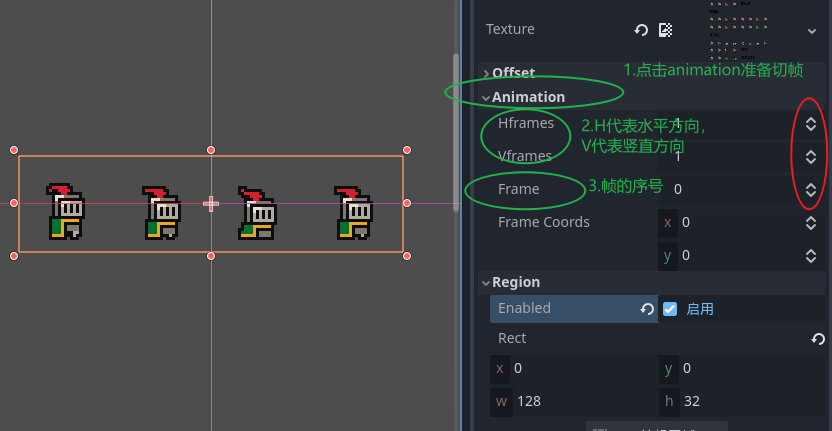 Texture
1.点击animation准备切帧
Offset
Animation
Hframes 1
2.H代表水平方向,
V代表竖直方向
Vframes 1
Frame 0
3.帧的序号
Frame Coords x 0
y 0
Region
Enabled 启用
Rect
x 0 y 0
w 128 h 32